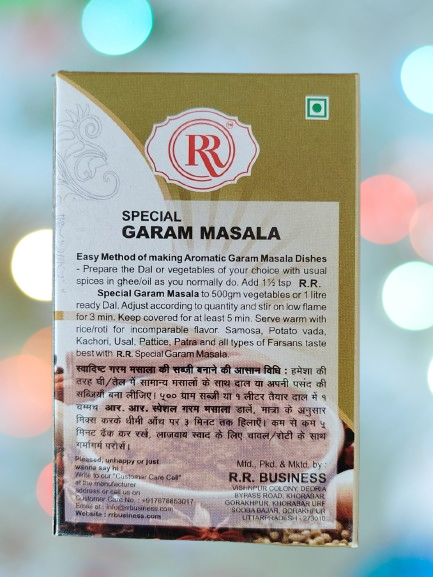 RR
TM
SPECIAL
GARAM MASALA
Easy Method of making Aromatic Garam Masala Dishes
- Prepare the Dal or vegetables of your choice with usual
spices in ghee/oil as you normally do. Add 1½ tsp R.R.
Special Garam Masala to 500gm vegetables or 1 litre
ready Dal. Adjust according to quantity and stir on low flame
for 3 min. Keep covered for at least 5 min. Serve warm with
rice/roti for incomparable flavor. Samosa, Potato vada,
Kachori, Usal, Pattice, Patra and all types of Farsans taste
best with R.R. Special Garam Masala.
स्वादिष्ट गरम मसाला की सब्जी बनाने की आसान विधि : हमेशा की
तरह घी/तेल में सामान्य मसालों के साथ दाल या अपनी पसंद की
सब्जियाँ बना लीजिए। ५०० ग्राम सब्जी या १ लीटर तैयार दाल में १
चम्मच आर. आर. स्पेशल गरम मसाला डाले, मात्रा के अनुसार
मिक्स करके धीमी आँच पर ३ मिनट तक हिलाऐं। कम से कम ५
मिनट ढँक कर रखे, लाजवाब स्वाद के लिए चावल/रोटी के साथ
गर्मागर्म परोसें।
Pleased, unhappy or just
wanna say hi !
Write to our "Customer Care Cell"
at the manufacturer
address or call us on
Customer Care No. : +917678653017
Email at : info@rrbusiness.com
Website : rrbusiness.com
Mfd., Pkd. & Mktd. by :
R.R. BUSINESS
VISHNPUR COLONY, DEORIA
BYPASS ROAD, KHORABAR,
GORAKHPUR, KHORABAR URF
SOOBA BAJAR, GORAKHPUR,
UTTARPRADESH - 273010